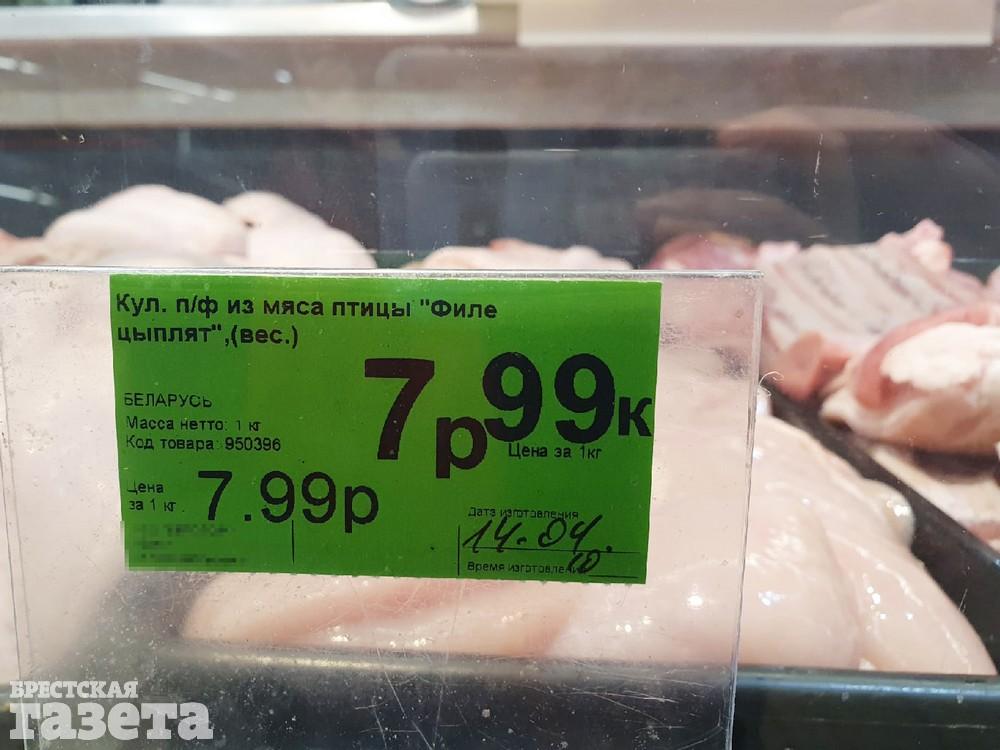 Кул. п/ф из мяса птицы "Филе
цыплят",(вес.)
7р99к
БЕЛАРУСЬ
Масса нетто: 1 кг
Код товара: 950396
Цена за 1кг
Цена
за 1 кг.
7.99р
Дата изготовления
14.04.
Время изготовления
10
БРЕСТСКАЯ
газета